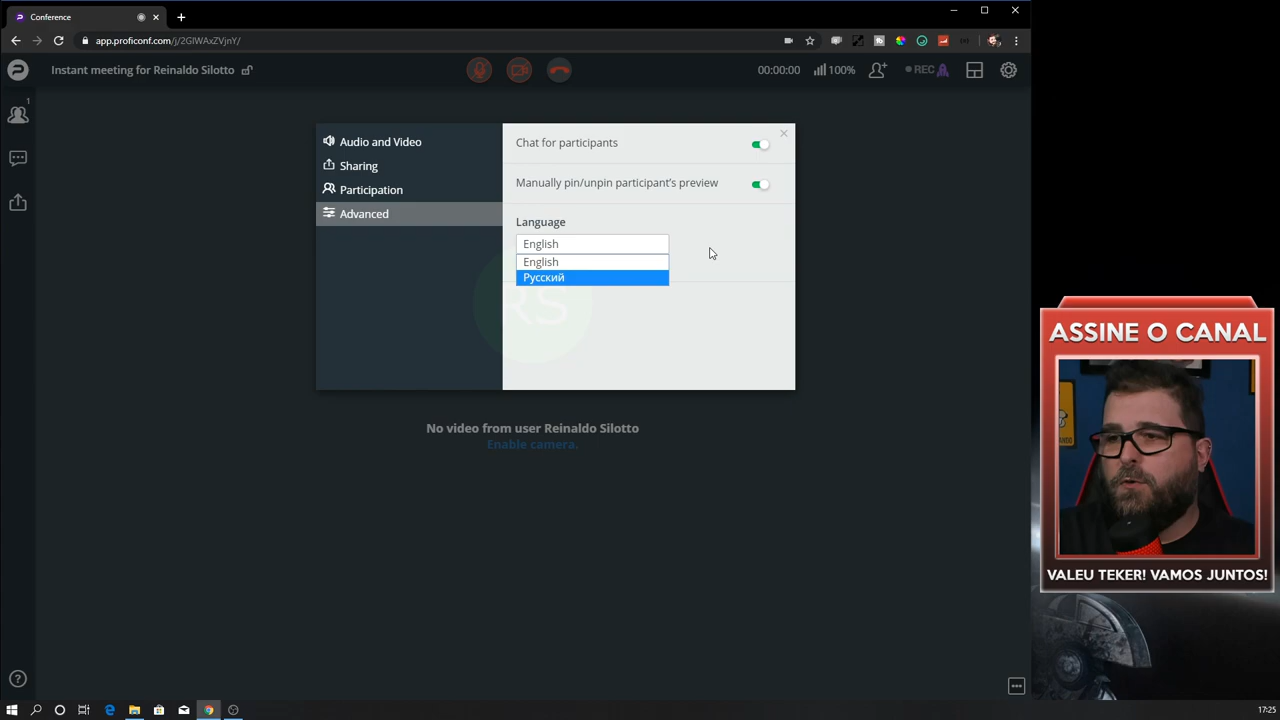 Conference
app.proficonf.com/j/2GIWAxZVjnY/
Instant meeting for Reinaldo Silotto
00:00:00
100%
REC
1
Audio and Video
Sharing
Participation
Advanced
Chat for participants
Manually pin/unpin participant's preview
Language
English
English
Русский
RS
No video from user Reinaldo Silotto
Enable camera.
ASSINE O CANAL
VALEU TEKER! VAMOS JUNTOS!
17:25